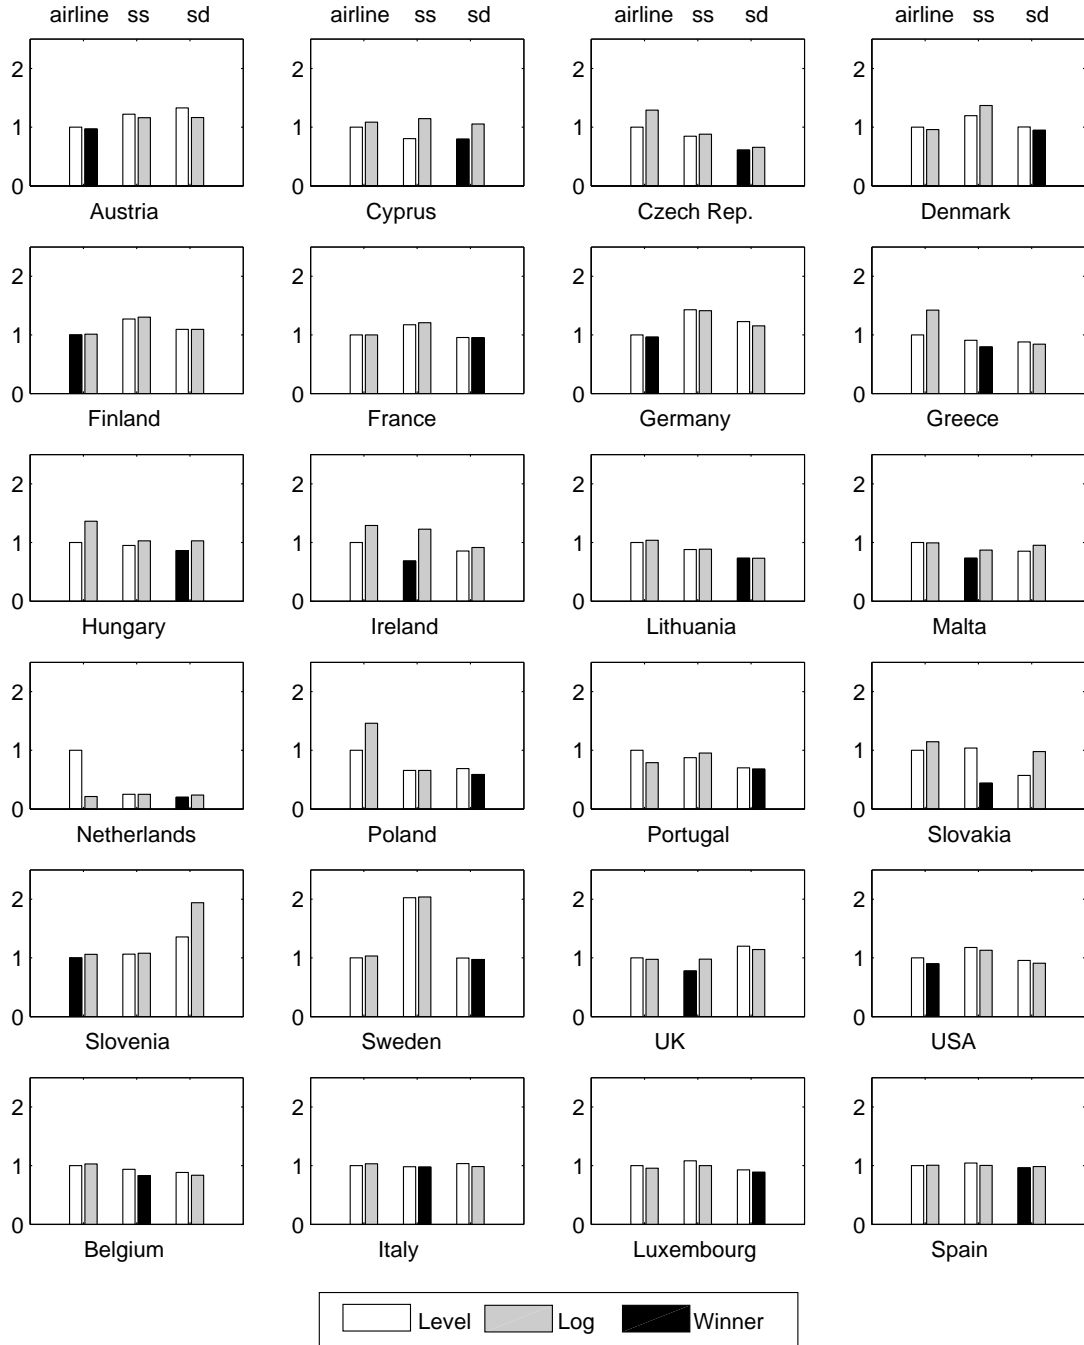 airline ss sd airline ss sd airline ss sd airline ss sd
2 2 2 2
1 1 1 1
0 0 0 0
Austria Cyprus Czech Rep. Denmark
2 2 2 2
1 1 1 1
0 0 0 0
Finland France Germany Greece
2 2 2 2
1 1 1 1
0 0 0 0
Hungary Ireland Lithuania Malta
2 2 2 2
1 1 1 1
0 0 0 0
Netherlands Poland Portugal Slovakia
2 2 2 2
1 1 1 1
0 0 0 0
Slovenia Sweden UK USA
2 2 2 2
1 1 1 1
0 0 0 0
Belgium Italy Luxembourg Spain
Level Log Winner